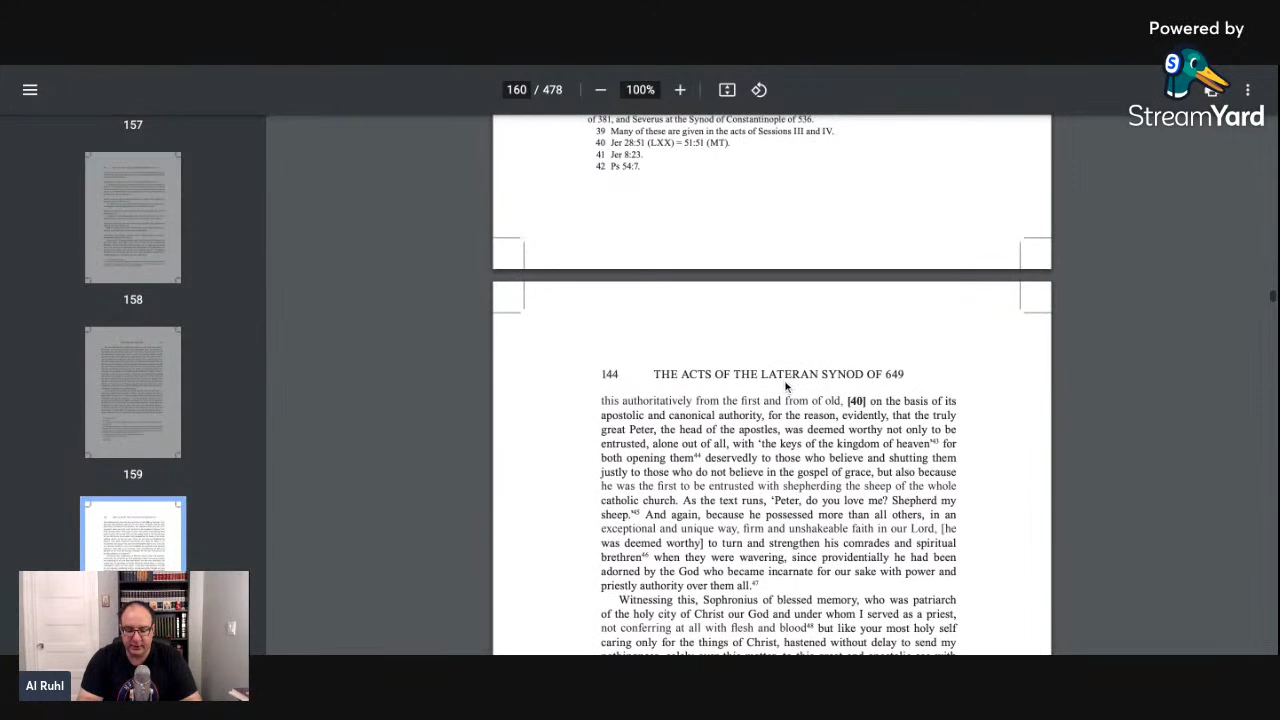 Powered by
S
StreamYard
160 / 478
100%
157
158
159
of 381, and Severus at the Synod of Constantinople of 536.
39 Many of these are given in the acts of Sessions III and IV.
40 Jer 28:51 (LXX) = 51:51 (MT).
41 Jer 8:23.
42 Ps 54:7.
144 THE ACTS OF THE LATERAN SYNOD OF 649
this authoritatively from the first and from of old, [40] on the basis of its
apostolic and canonical authority, for the reason, evidently, that the truly
great Peter, the head of the apostles, was deemed worthy not only to be
entrusted, alone out of all, with ‘the keys of the kingdom of heaven’43 for
both opening them44 deservedly to those who believe and shutting them
justly to those who do not believe in the gospel of grace, but also because
he was the first to be entrusted with shepherding the sheep of the whole
catholic church. As the text runs, ‘Peter, do you love me? Shepherd my
sheep.’45 And again, because he possessed more than all others, in an
exceptional and unique way, firm and unshakeable faith in our Lord, [he
was deemed worthy] to turn and strengthen his comrades and spiritual
brethren46 when they were wavering, since providentially he had been
adorned by the God who became incarnate for our sake with power and
priestly authority over them all.47
Witnessing this, Sophronius of blessed memory, who was patriarch
of the holy city of Christ our God and under whom I served as a priest,
not conferring at all with flesh and blood48 but like your most holy self
caring only for the things of Christ, hastened without delay to send my
Al Ruhl